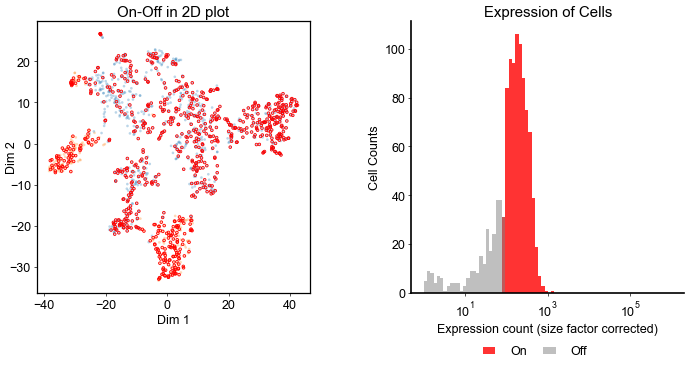 On-Off in 2D plot
Dim 2
20
10
0
−10
−20
−30
−40
−20
0
20
40
Dim 1
Expression of Cells
Cell Counts
100
80
60
40
20
0
10^1
10^3
10^5
Expression count (size factor corrected)
On
Off